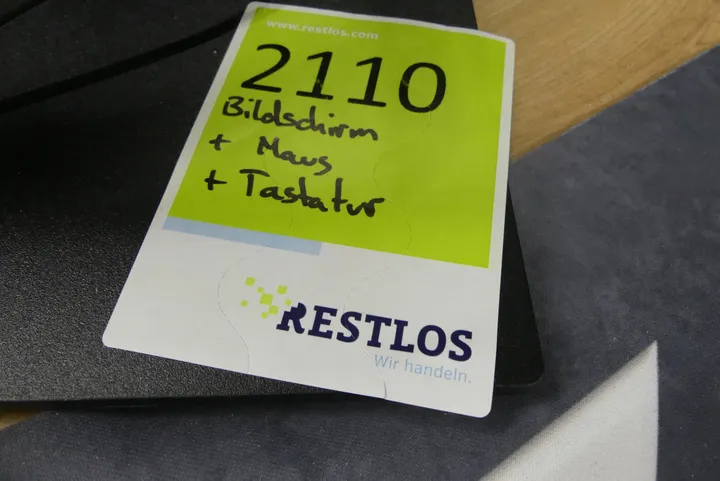 www.restlos.com
2110
Bildschirm
+ Maus
+ Tastatur
RESTLOS
Wir handeln.